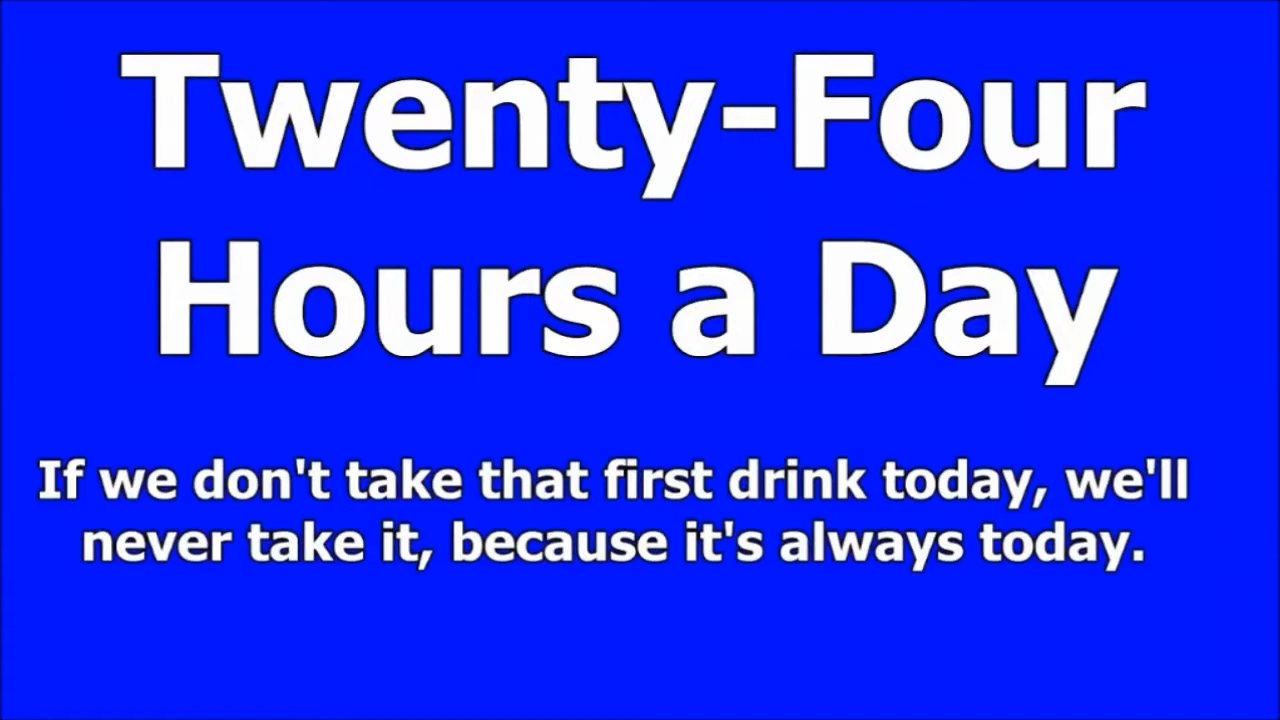 Twenty-Four
Hours a Day
If we don't take that first drink today, we'll
never take it, because it's always today.